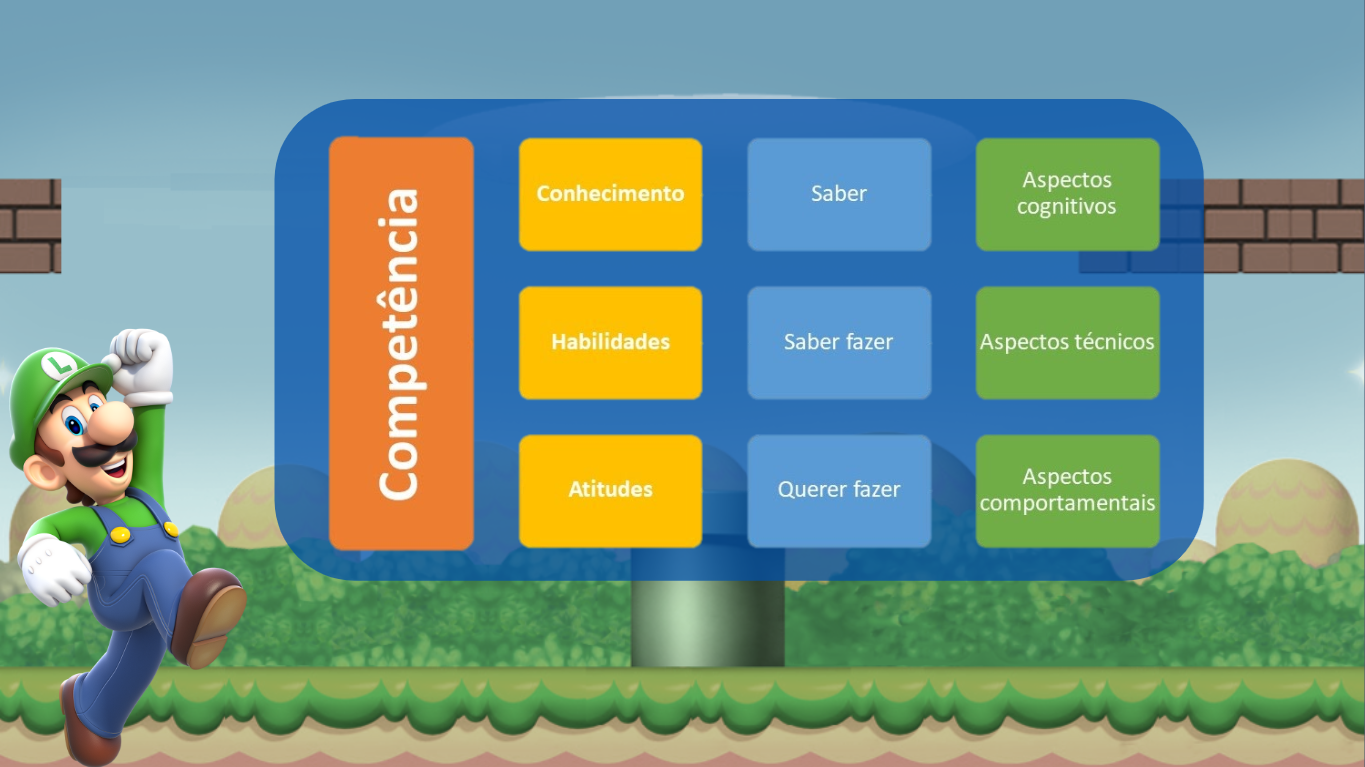 Competência
Conhecimento
Saber
Aspectos
cognitivos
Habilidades
Saber fazer
Aspectos técnicos
Atitudes
Querer fazer
Aspectos
comportamentais
L